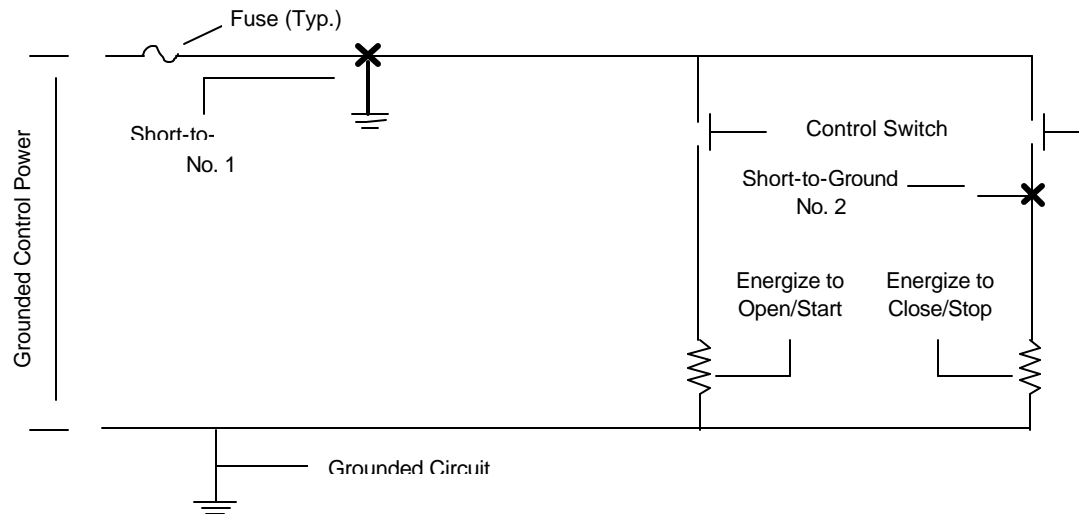 Fuse (Typ.)
Grounded Control Power
Short-to-
No. 1
Control Switch
Short-to-Ground
No. 2
Energize to
Open/Start
Energize to
Close/Stop
Grounded Circuit